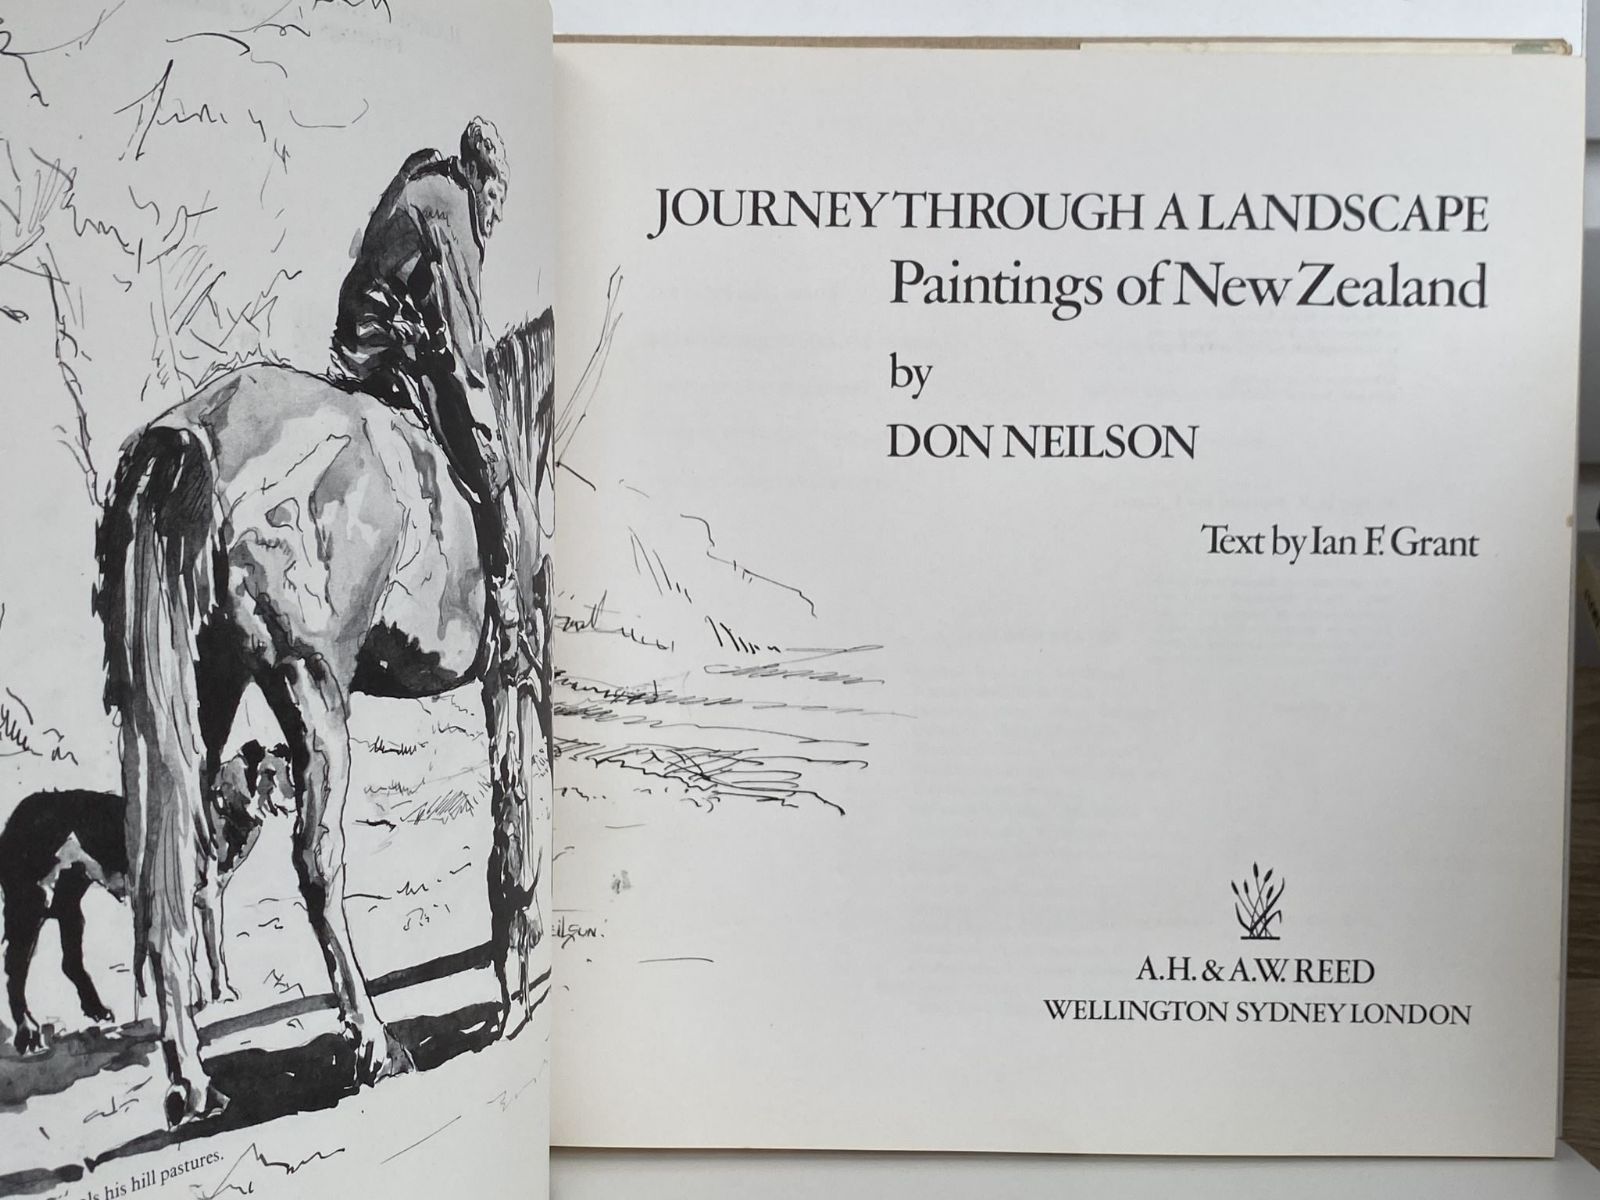 JOURNEY THROUGH A LANDSCAPE
Paintings of New Zealand
by
DON NEILSON
Text by Ian F. Grant
EILSON.
A.H. & A.W. REED
WELLINGTON SYDNEY LONDON
his hill pastures.